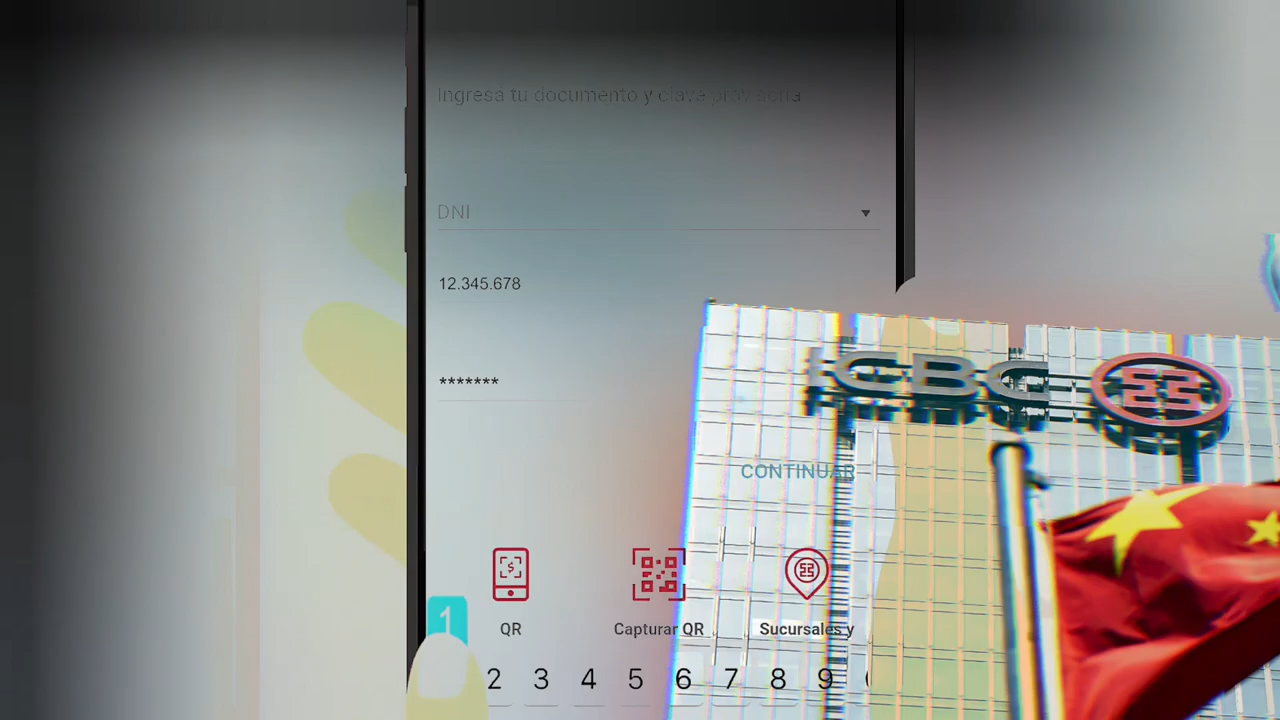 Ingresa tu documento y clave provisoria
DNI
12.345.678
*******
ICBC
CONTINUAR
QR
Capturar QR
Sucursales y
1 2 3 4 5 6 7 8 9